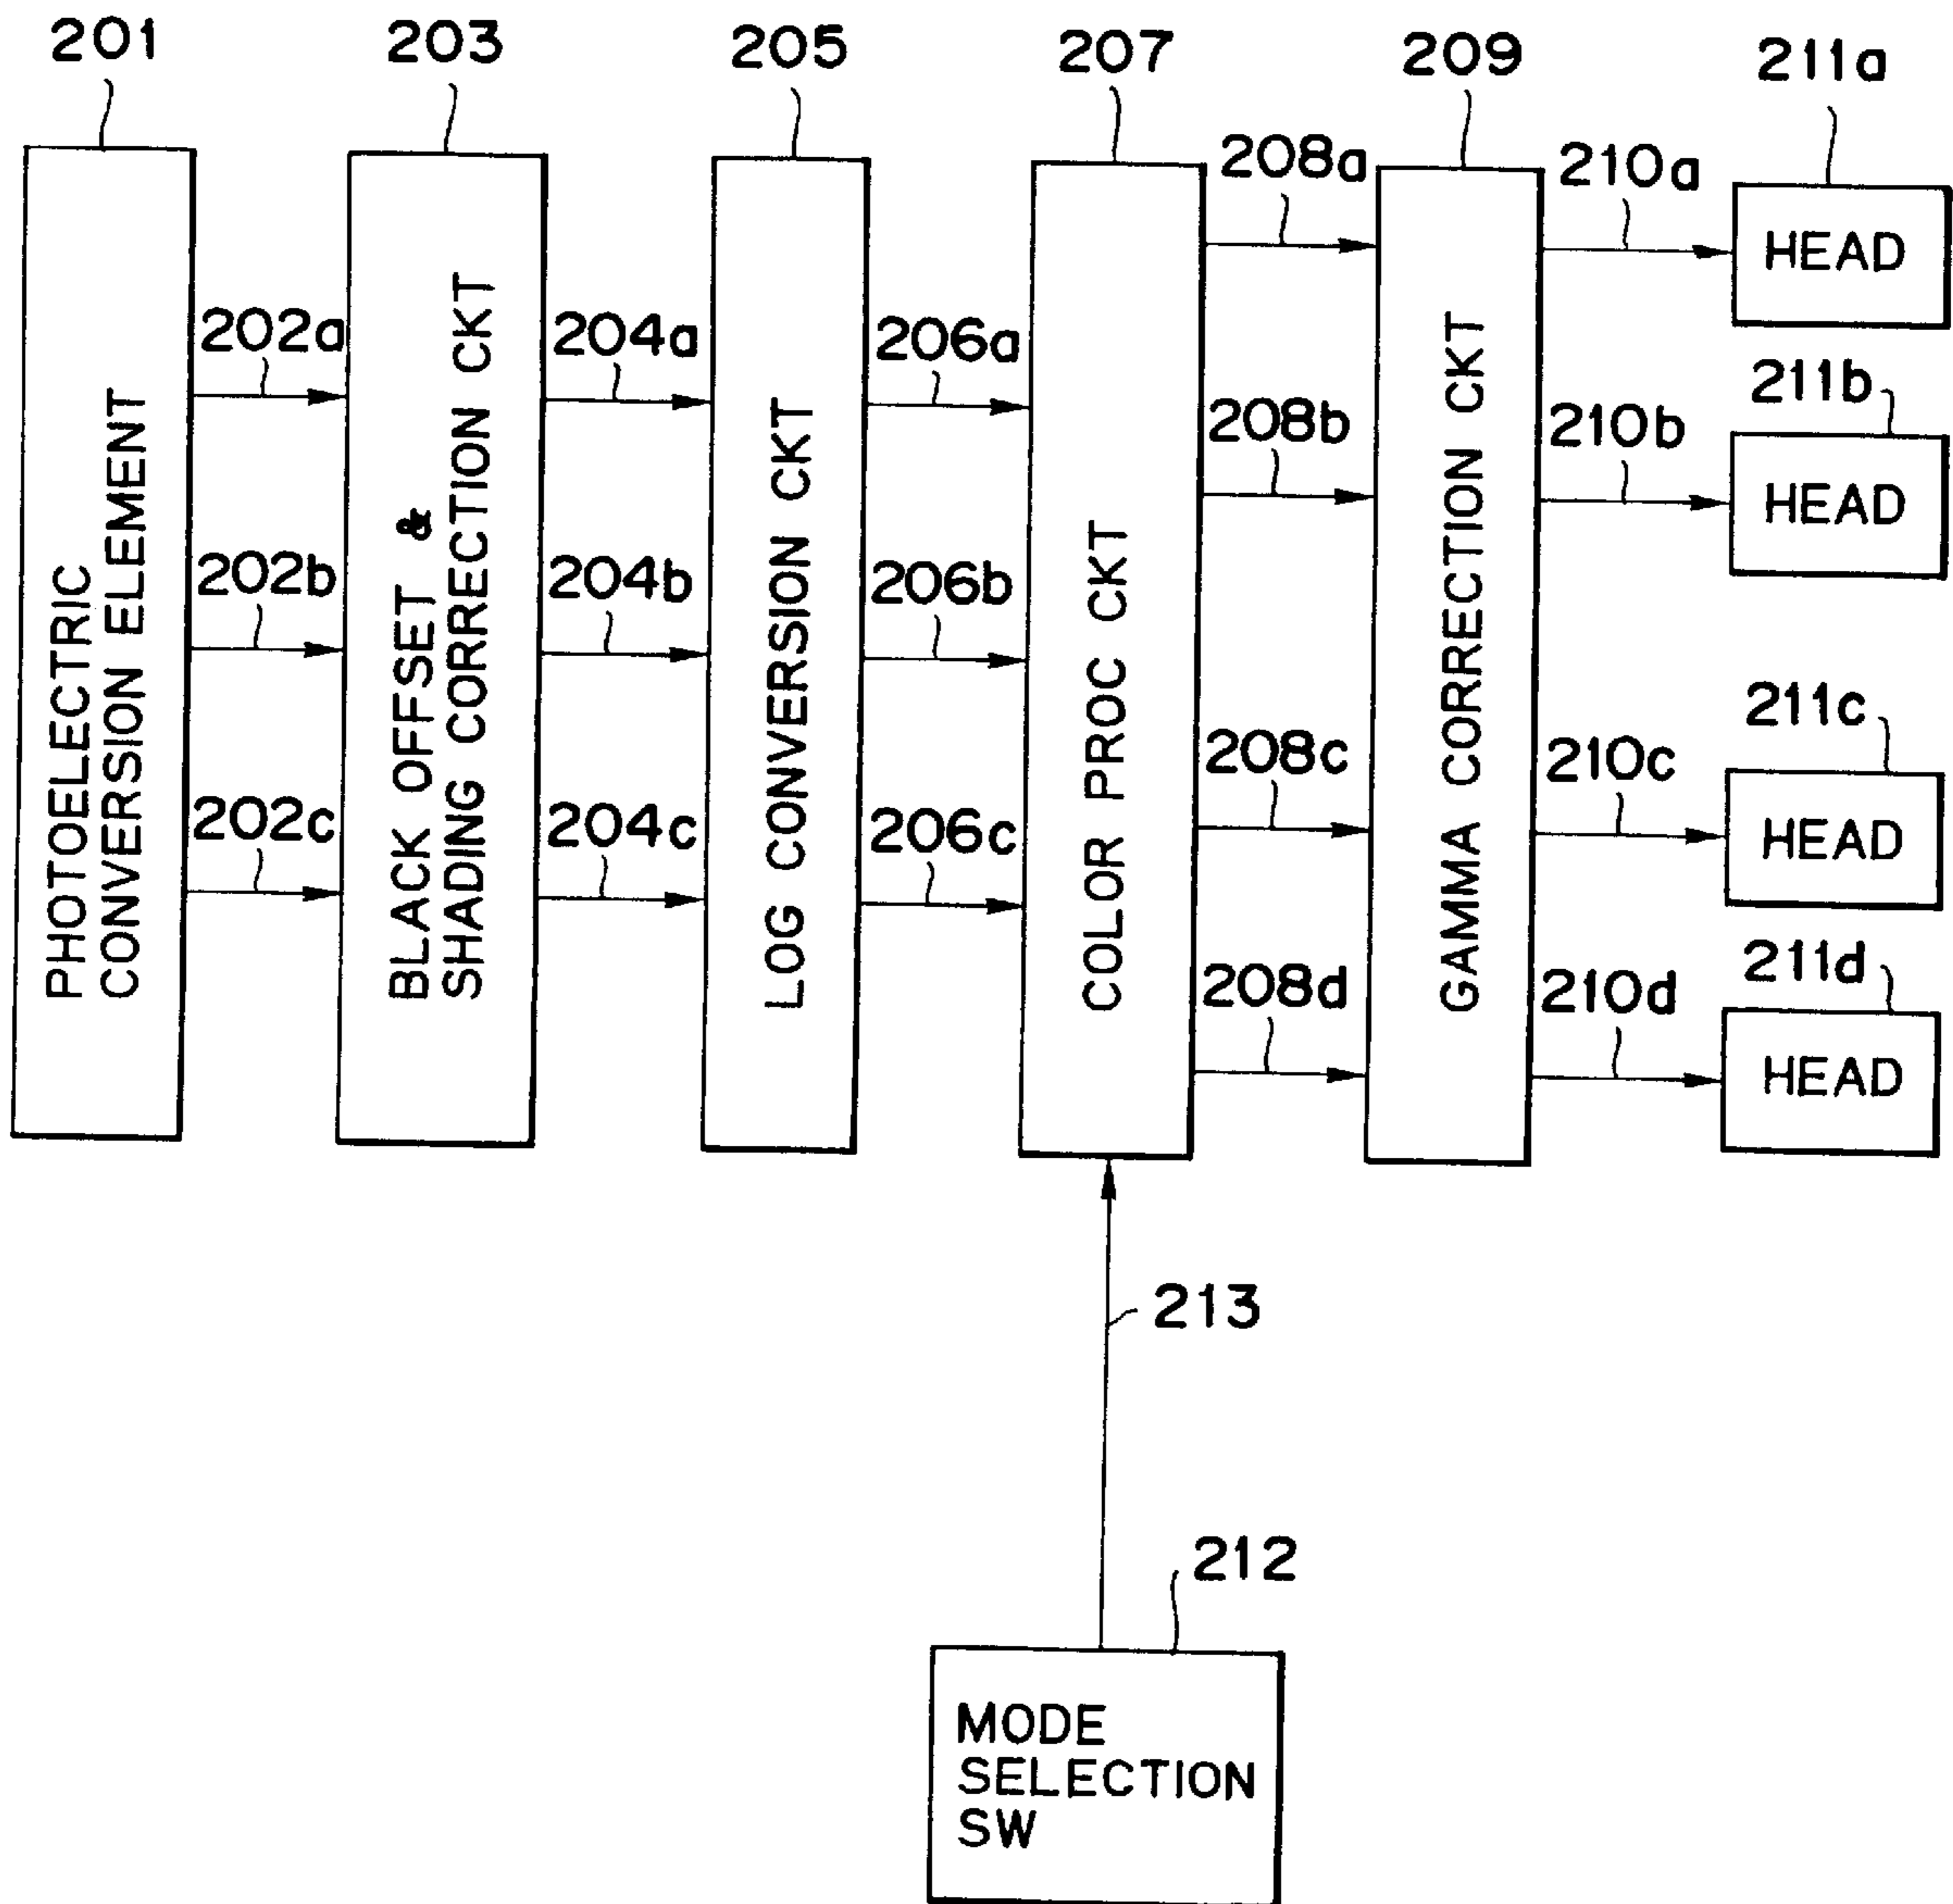 201
203
205
207
209
211a
208a
210a
HEAD
202a
204a
206a
211b
208b
210b
HEAD
202b
204b
206b
211c
208c
210c
HEAD
202c
204c
206c
211d
208d
210d
HEAD
PHOTOELECTRIC
CONVERSION ELEMENT
BLACK OFFSET &
SHADING CORRECTION CKT
LOG CONVERSION CKT
COLOR PROC CKT
GAMMA CORRECTION CKT
213
212
MODE
SELECTION
SW